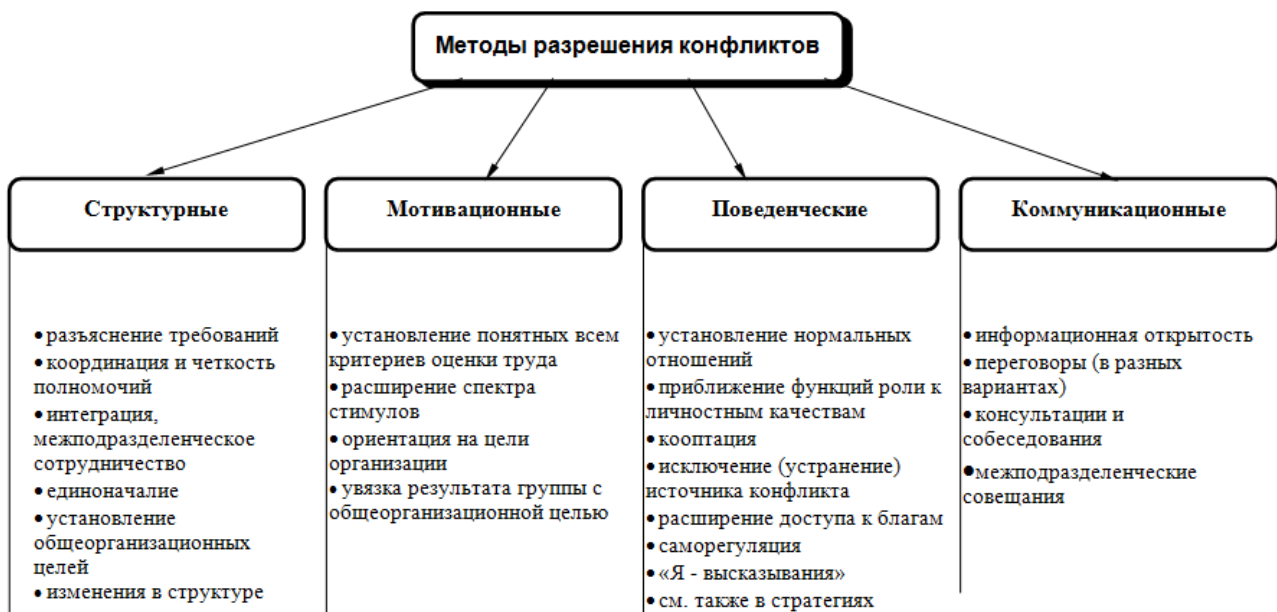 Методы разрешения конфликтов
Структурные
Мотивационные
Поведенческие
Коммуникационные
• разъяснение требований
• координация и четкость
полномочий
• интеграция,
межподразделенческое
сотрудничество
• единоначалие
• установление
общеорганизационных
целей
• изменения в структуре
• установление понятных всем
критериев оценки труда
• расширение спектра
стимулов
• ориентация на цели
организации
• увязка результата группы с
общеорганизационной целью
• установление нормальных
отношений
• приближение функций роли к
личностным качествам
• кооптация
• исключение (устранение)
источника конфликта
• расширение доступа к благам
• саморегуляция
• «Я - высказывания»
• см. также в стратегиях
• информационная открытость
• переговоры (в разных
вариантах)
• консультации и
собеседования
• межподразделенческие
совещания